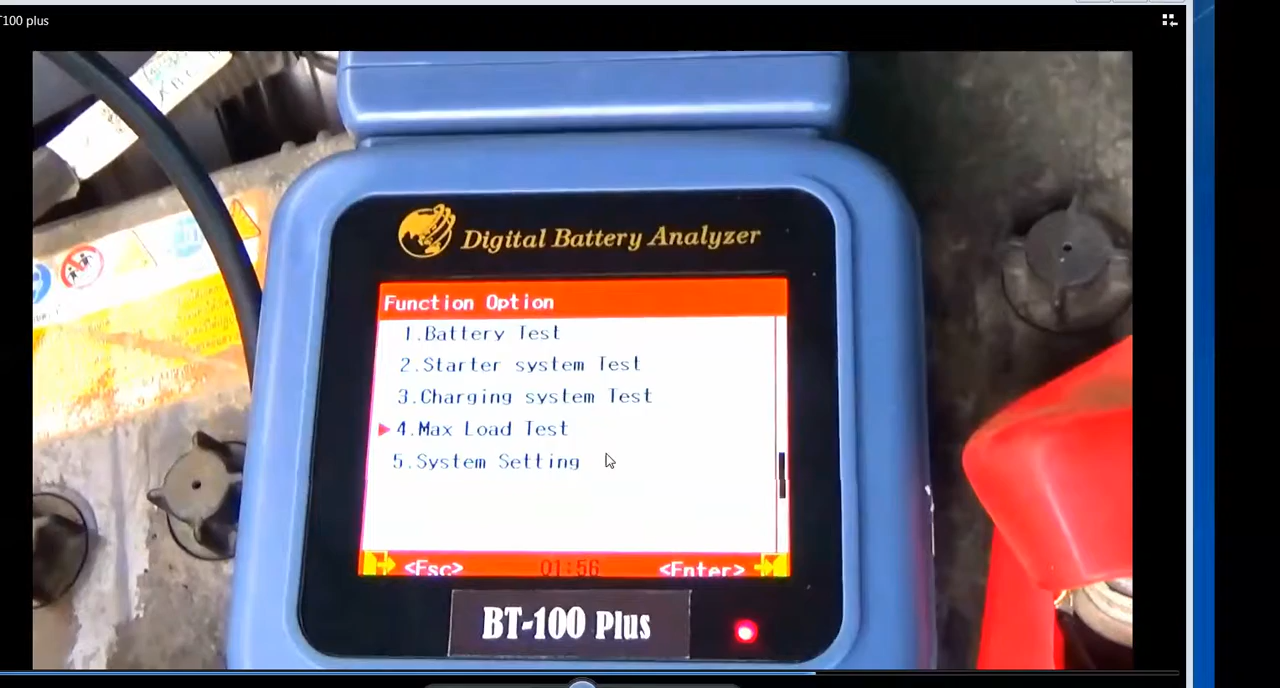 T100 plus
Digital Battery Analyzer
Function Option
1.Battery Test
2.Starter system Test
3.Charging system Test
4.Max Load Test
5.System Setting
<Esc> 01:56 <Enter>
BT-100 Plus